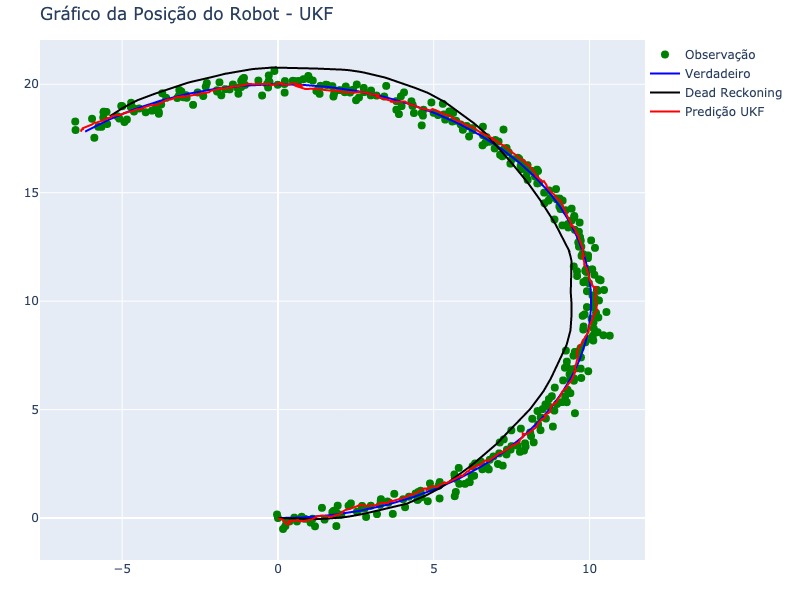 Gráfico da Posição do Robot - UKF
Observação
Verdadeiro
Dead Reckoning
Predição UKF
20
15
10
5
0
−5
0
5
10